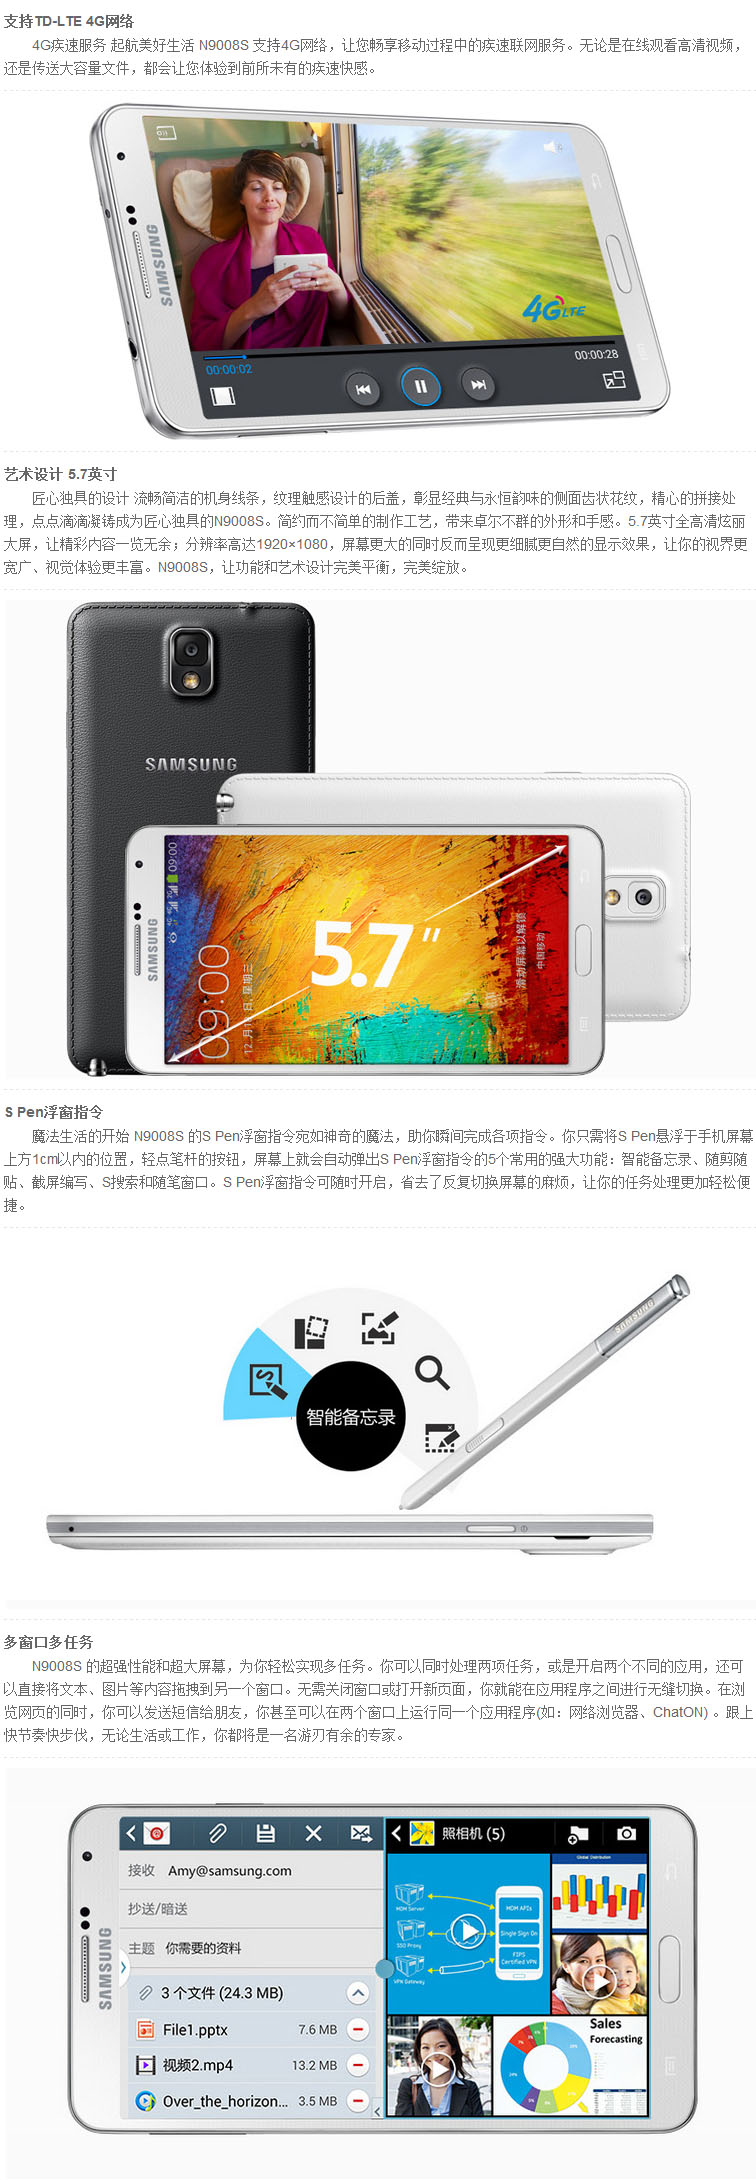 支持TD-LTE 4G网络
4G疾速服务 起航美好生活 N9008S 支持4G网络，让您畅享移动过程中的疾速联网服务。无论是在线观看高清视频，
还是传送大容量文件，都会让您体验到前所未有的疾速快感。
SAMSUNG
4G LTE
00:00:02
00:00:28
艺术设计 5.7英寸
匠心独具的设计 流畅简洁的机身线条，纹理触感设计的后盖，彰显经典与永恒韵味的侧面齿状花纹，精心的拼接处
理，点点滴滴凝铸成为匠心独具的N9008S。简约而不简单的制作工艺，带来卓尔不群的外形和手感。5.7英寸全高清炫丽
大屏，让精彩内容一览无余；分辨率高达1920×1080，屏幕更大的同时反而呈现更细腻更自然的显示效果，让你的视界更
宽广、视觉体验更丰富。N9008S，让功能和艺术设计完美平衡，完美绽放。
SAMSUNG
SAMSUNG
09:00
09:00
5.7"
滑动屏幕以解锁
中国移动
S Pen浮窗指令
魔法生活的开始 N9008S 的S Pen浮窗指令宛如神奇的魔法，助你瞬间完成各项指令。你只需将S Pen悬浮于手机屏幕
上方1cm以内的位置，轻点笔杆的按钮，屏幕上就会自动弹出S Pen浮窗指令的5个常用的强大功能：智能备忘录、随剪随
贴、截屏编写、S搜索和随笔窗口。S Pen浮窗指令可随时开启，省去了反复切换屏幕的麻烦，让你的任务处理更加轻松便
捷。
SAMSUNG
智能备忘录
多窗口多任务
N9008S 的超强性能和超大屏幕，为你轻松实现多任务。你可以同时处理两项任务，或是开启两个不同的应用，还可
以直接将文本、图片等内容拖拽到另一个窗口。无需关闭窗口或打开新页面，你就能在应用程序之间进行无缝切换。在浏
览网页的同时，你可以发送短信给朋友，你甚至可以在两个窗口上运行同一个应用程序(如：网络浏览器、ChatON) 。跟上
快节奏快步伐，无论生活或工作，你都将是一名游刃有余的专家。
SAMSUNG
照相机 (5)
接收 Amy@samsung.com
抄送/暗送
主题 你需要的资料
3 个文件 (24.3 MB)
File1.pptx 7.6 MB
视频2.mp4 13.2 MB
Over_the_horizon... 3.5 MB
MDM Server
SSO Proxy
VPN Gateway
MDM APIs
Single Sign On
FIPS
Certified VPN
Global Distribution
Sales
Forecasting